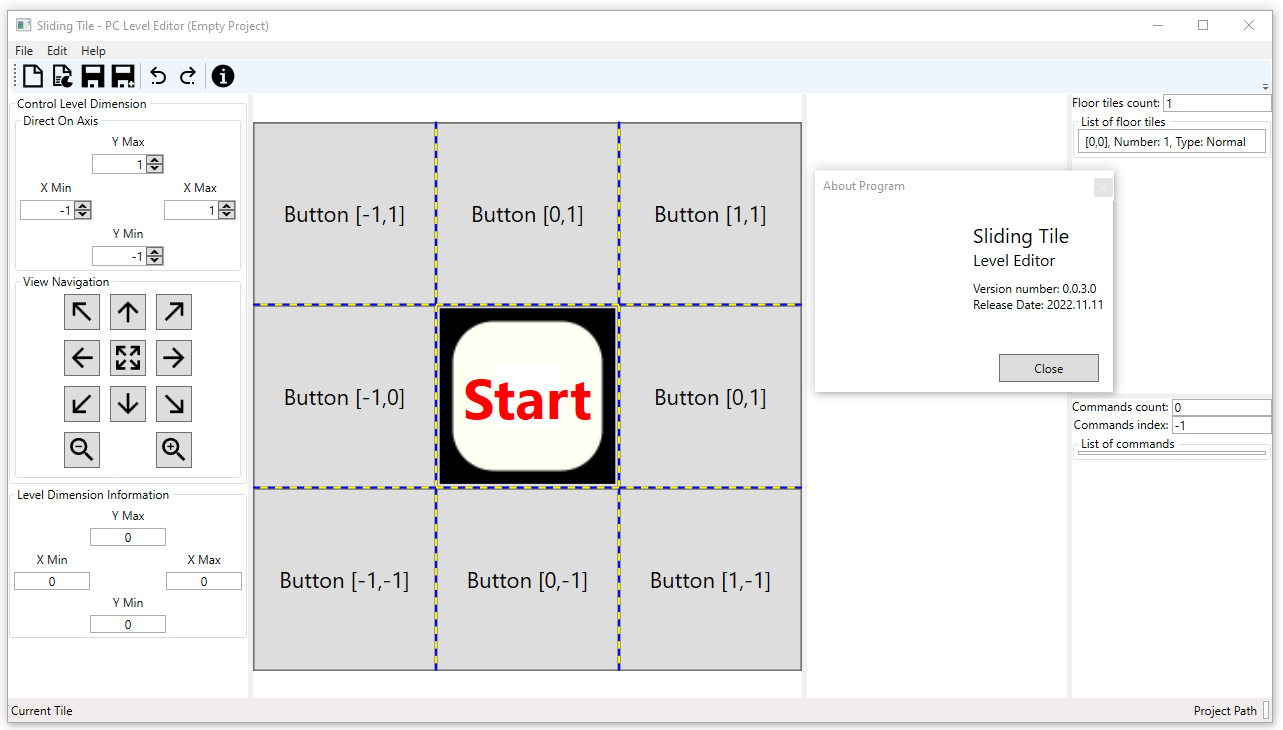 Sliding Tile - PC Level Editor (Empty Project)
File Edit Help
Control Level Dimension
Direct On Axis
Y Max
1
X Min X Max
-1 1
Y Min
-1
View Navigation
Level Dimension Information
Y Max
0
X Min X Max
0 0
Y Min
0
Button [-1,1] Button [0,1] Button [1,1]
Button [-1,0] Start Button [0,1]
Button [-1,-1] Button [0,-1] Button [1,-1]
About Program
Sliding Tile
Level Editor
Version number: 0.0.3.0
Release Date: 2022.11.11
Close
Floor tiles count: 1
List of floor tiles
[0,0], Number: 1, Type: Normal
Commands count: 0
Commands index: -1
List of commands
Current Tile Project Path